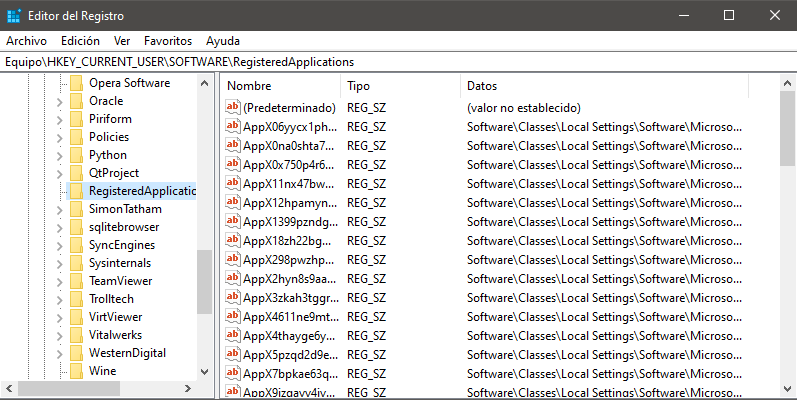 Editor del Registro
Archivo Edición Ver Favoritos Ayuda
Equipo\HKEY_CURRENT_USER\SOFTWARE\RegisteredApplications
Opera Software
Oracle
Piriform
Policies
Python
QtProject
RegisteredApplicatic
SimonTatham
sqlitebrowser
SyncEngines
Sysinternals
TeamViewer
Trolltech
VirtViewer
Vitalwerks
WesternDigital
Wine
Nombre Tipo Datos
(Predeterminado) REG_SZ (valor no establecido)
AppX06yycx1ph... REG_SZ Software\Classes\Local Settings\Software\Microso...
AppX0na0shta7... REG_SZ Software\Classes\Local Settings\Software\Microso...
AppX0x750p4r6... REG_SZ Software\Classes\Local Settings\Software\Microso...
AppX11nx47bw... REG_SZ Software\Classes\Local Settings\Software\Microso...
AppX12hpamyn... REG_SZ Software\Classes\Local Settings\Software\Microso...
AppX1399pzndg... REG_SZ Software\Classes\Local Settings\Software\Microso...
AppX18zh22bg... REG_SZ Software\Classes\Local Settings\Software\Microso...
AppX298pwzhp... REG_SZ Software\Classes\Local Settings\Software\Microso...
AppX2hyn8s9aa... REG_SZ Software\Classes\Local Settings\Software\Microso...
AppX3zkah3tggr... REG_SZ Software\Classes\Local Settings\Software\Microso...
AppX4611ne9mt... REG_SZ Software\Classes\Local Settings\Software\Microso...
AppX4thayge6y... REG_SZ Software\Classes\Local Settings\Software\Microso...
AppX5pzqd2d9e... REG_SZ Software\Classes\Local Settings\Software\Microso...
AppX7bpkae63q... REG_SZ Software\Classes\Local Settings\Software\Microso...
AppX9jzgavv4jv... REG_SZ Software\Classes\Local Settings\Software\Microso...